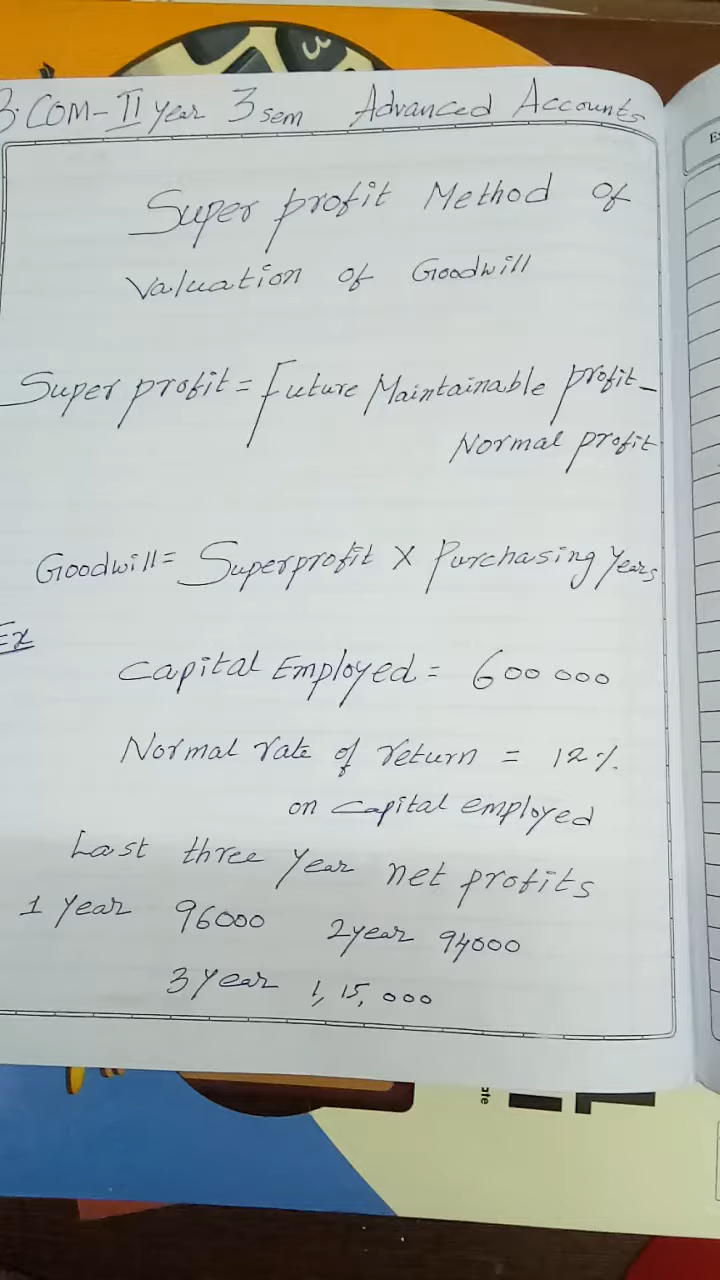 B.COM-II year 3 sem Advanced Accounts
Super profit Method of
Valuation of Goodwill
Super profit = Future Maintainable profit -
Normal profit
Goodwill = Superprofit X Purchasing Years
Ex
Capital Employed = 600 000
Normal rate of return = 12%
on capital employed
Last three Year net profits
1 Year 96000 2 year 94000
3 Year 1,15,000